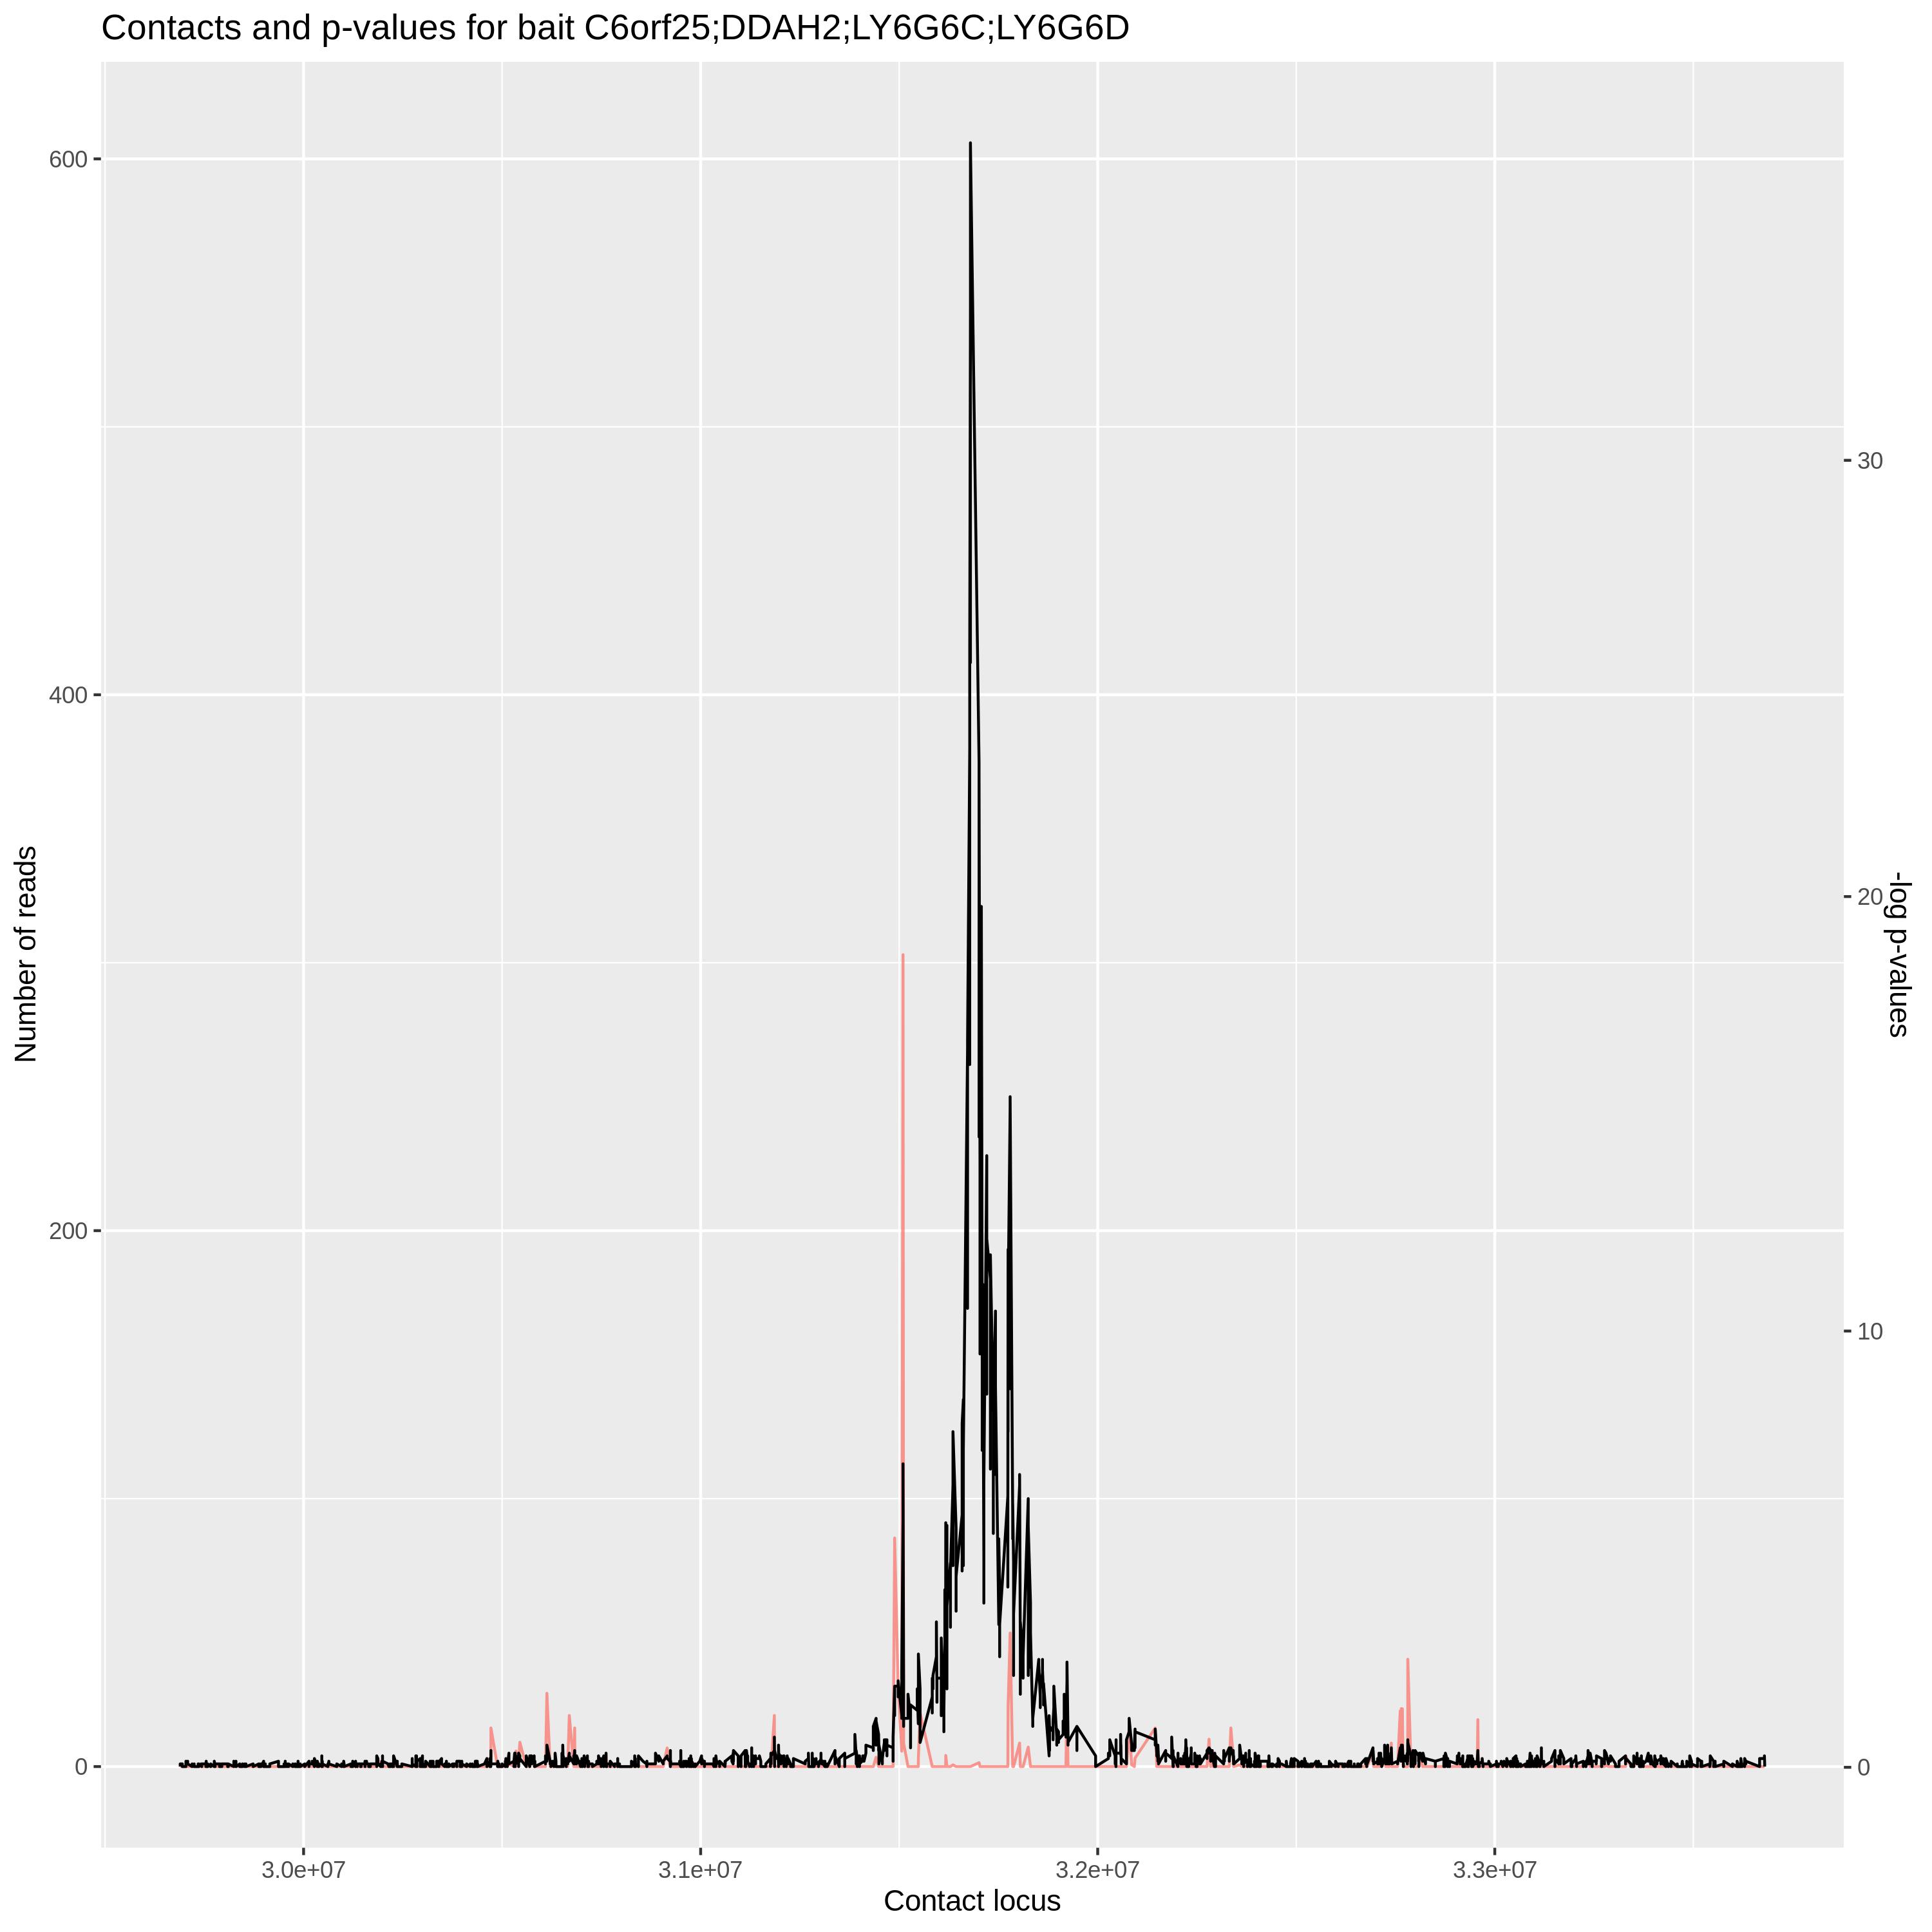 Contacts and p-values for bait C6orf25;DDAH2;LY6G6C;LY6G6D
600
400
200
0
Number of reads
30
20
10
0
-log p-values
3.0e+07
3.1e+07
3.2e+07
3.3e+07
Contact locus